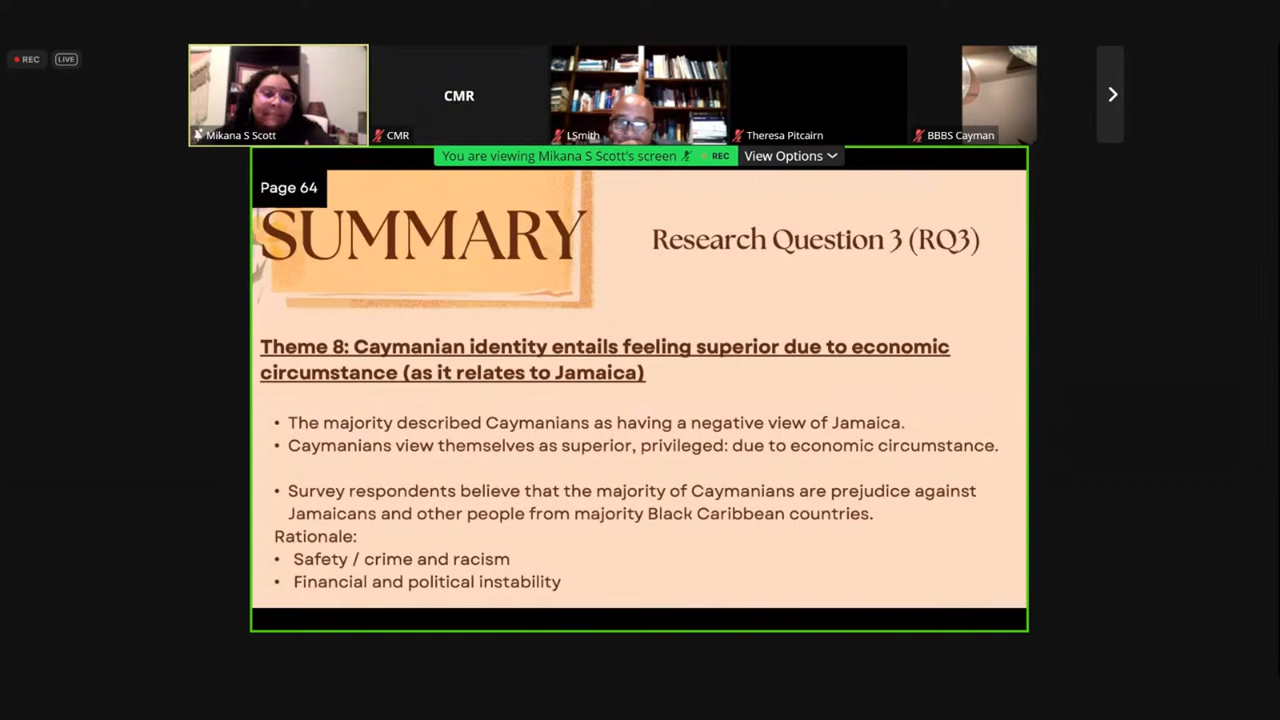 REC LIVE
CMR
Mikana S Scott
CMR
LSmith
Theresa Pitcairn
BBBS Cayman
You are viewing Mikana S Scott's screen REC View Options
Page 64
SUMMARY
Research Question 3 (RQ3)
Theme 8: Caymanian identity entails feeling superior due to economic
circumstance (as it relates to Jamaica)
• The majority described Caymanians as having a negative view of Jamaica.
• Caymanians view themselves as superior, privileged: due to economic circumstance.
• Survey respondents believe that the majority of Caymanians are prejudice against
Jamaicans and other people from majority Black Caribbean countries.
Rationale:
• Safety / crime and racism
• Financial and political instability